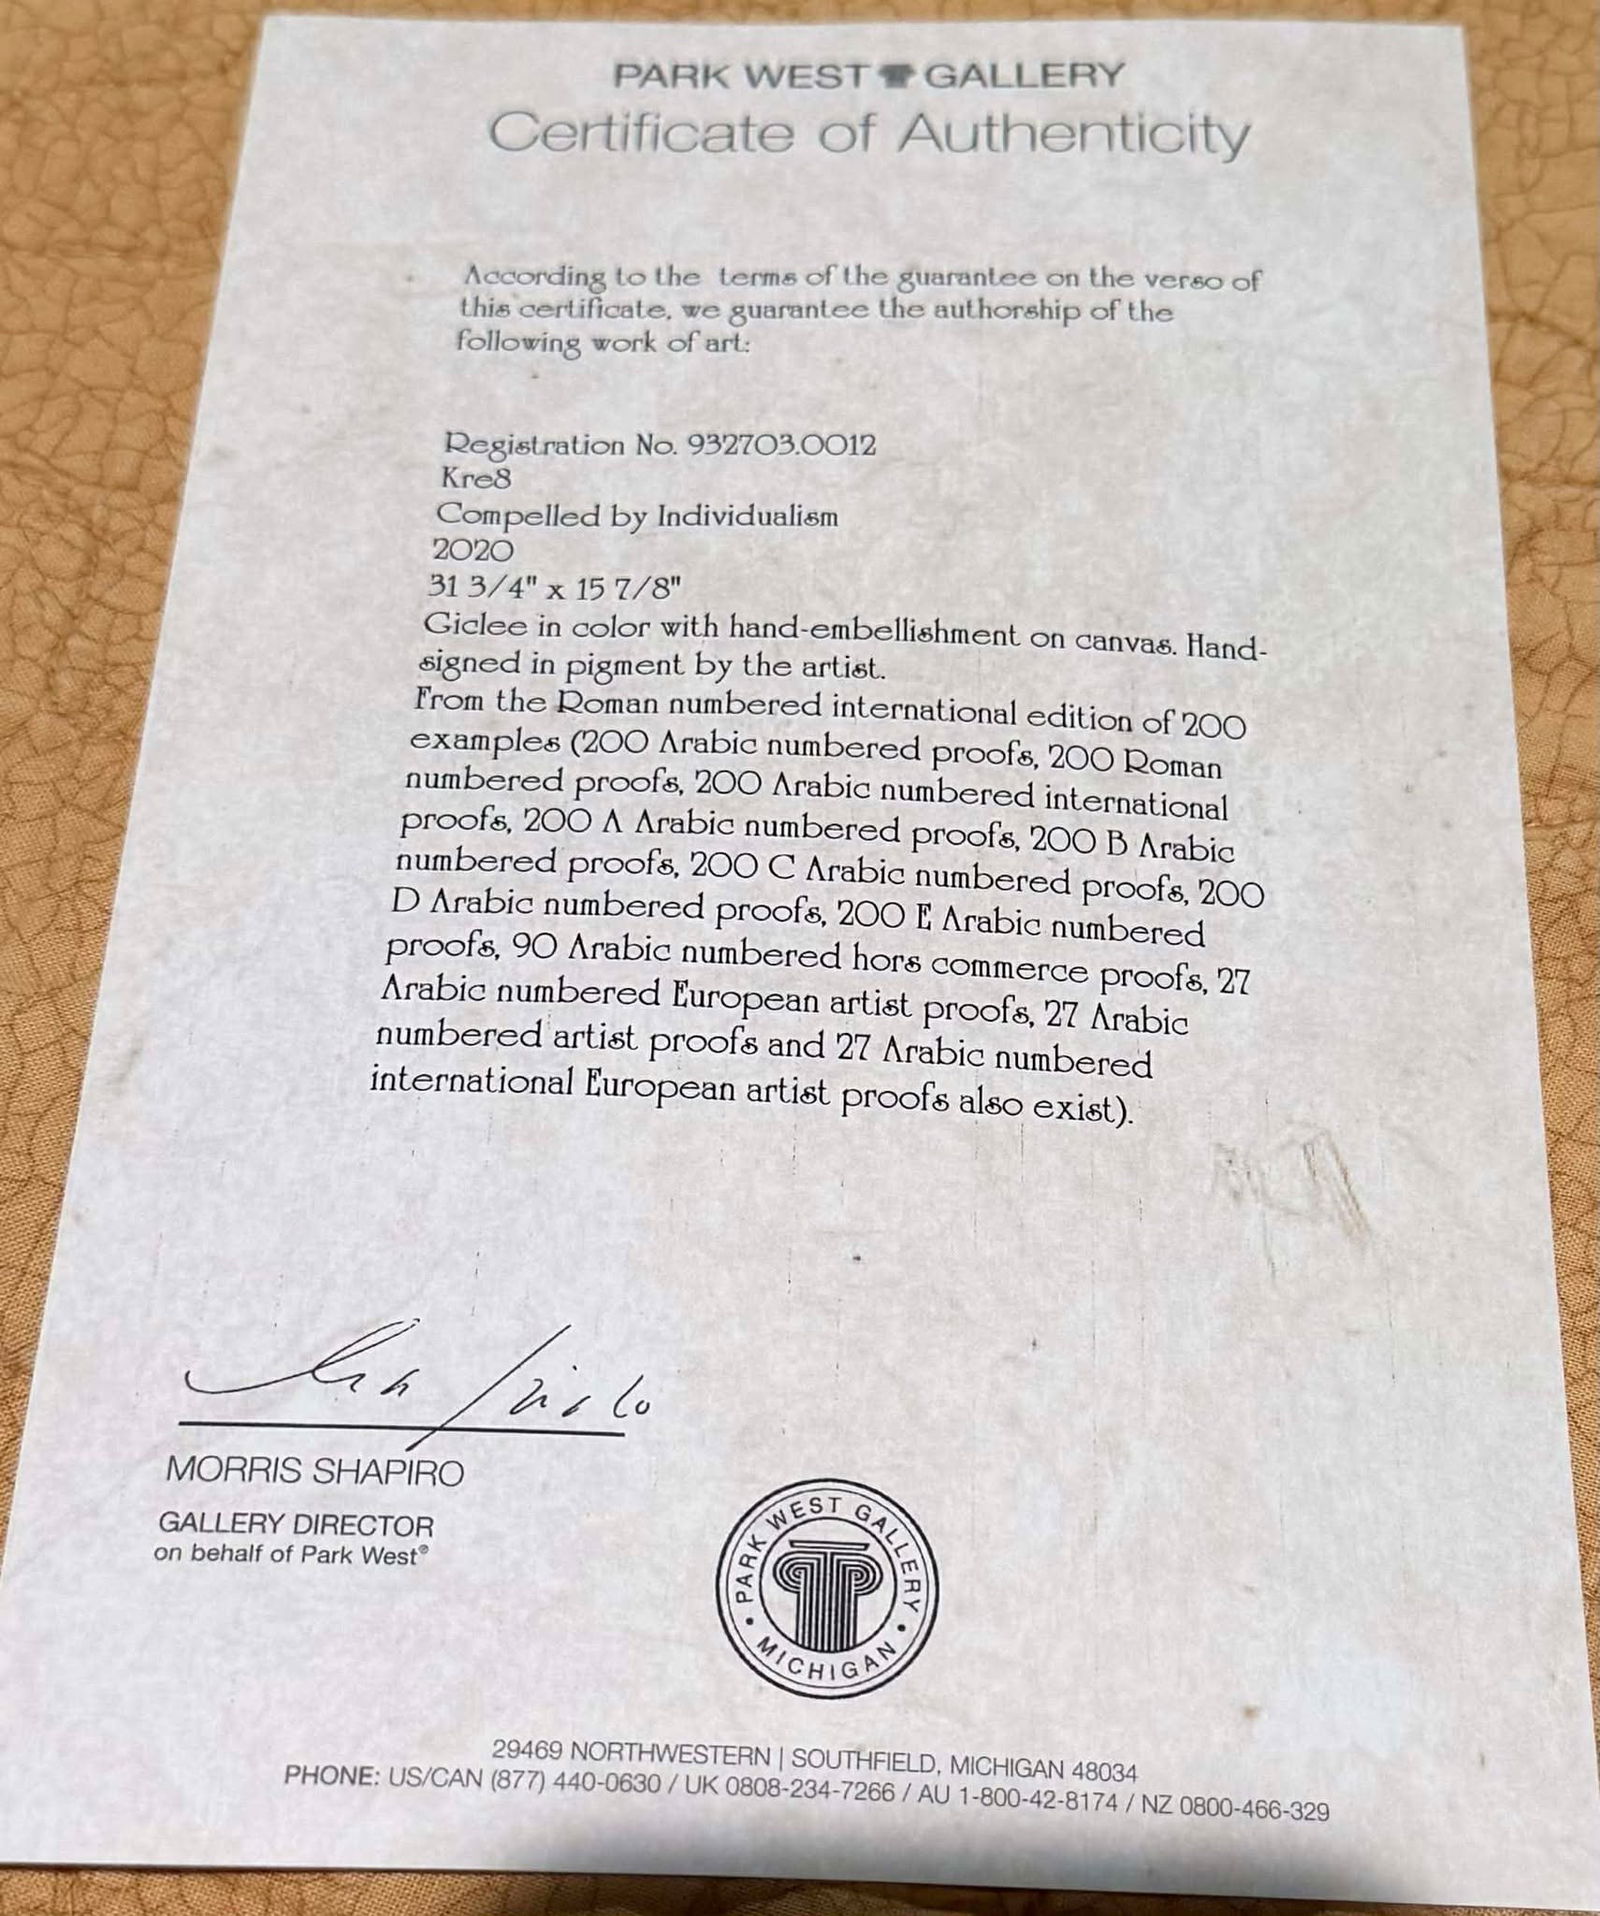 PARK WEST GALLERY
Certificate of Authenticity
According to the terms of the guarantee on the verso of
this certificate, we guarantee the authorship of the
following work of art:
Registration No. 932703.0012
Kre8
Compelled by Individualism
2020
31 3/4" x 15 7/8"
Giclee in color with hand-embellishment on canvas. Hand-
signed in pigment by the artist.
From the Roman numbered international edition of 200
examples (200 Arabic numbered proofs, 200 Roman
numbered proofs, 200 Arabic numbered international
proofs, 200 A Arabic numbered proofs, 200 B Arabic
numbered proofs, 200 C Arabic numbered proofs, 200
D Arabic numbered proofs, 200 E Arabic numbered
proofs, 90 Arabic numbered hors commerce proofs, 27
Arabic numbered European artist proofs, 27 Arabic
numbered artist proofs and 27 Arabic numbered
international European artist proofs also exist).
MORRIS SHAPIRO
GALLERY DIRECTOR
on behalf of Park West®
PARK WEST GALLERY
• MICHIGAN •
29469 NORTHWESTERN | SOUTHFIELD, MICHIGAN 48034
PHONE: US/CAN (877) 440-0630 / UK 0808-234-7266 / AU 1-800-42-8174 / NZ 0800-466-329